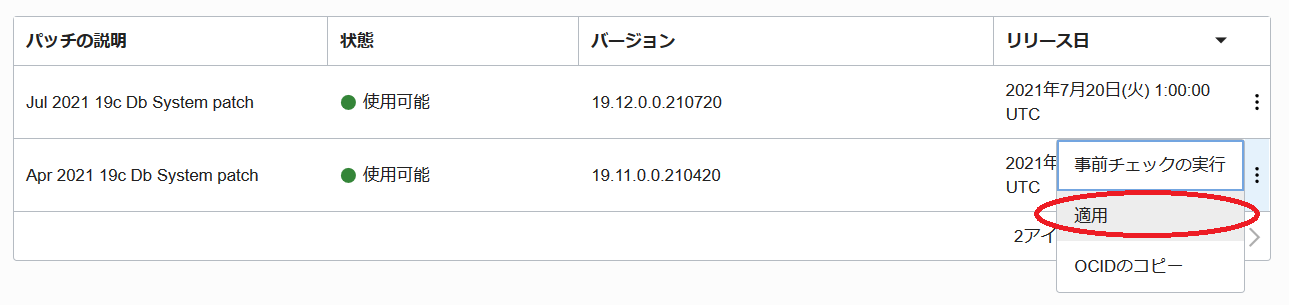 パッチの説明 状態 バージョン リリース日
Jul 2021 19c Db System patch 使用可能 19.12.0.0.210720 2021年7月20日(火) 1:00:00
UTC
Apr 2021 19c Db System patch 使用可能 19.11.0.0.210420 2021年
UTC
事前チェックの実行
適用
2アイ
OCIDのコピー